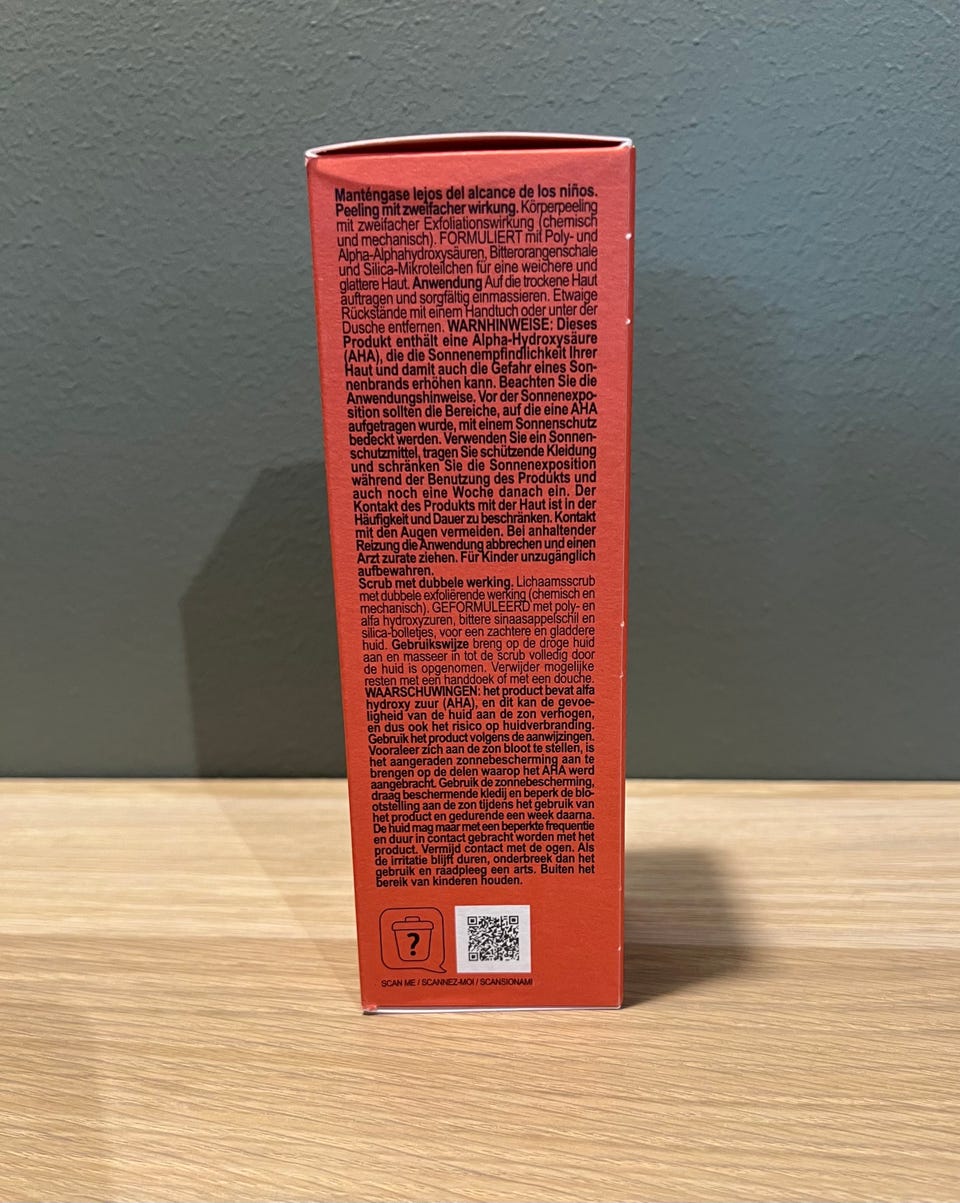 Manténgase lejos del alcance de los niños.
Peeling mit zweifacher wirkung. Körperpeeling
mit zweifacher Exfoliationswirkung (chemisch
und mechanisch). FORMULIERT mit Poly- und
Alpha-Alphahydroxysäuren, Bitterorangenschale
und Silica-Mikroteilchen für eine weichere und
glattere Haut. Anwendung Auf die trockene Haut
auftragen und sorgfältig einmassieren. Etwaige
Rückstände mit einem Handtuch oder unter der
Dusche entfernen. WARNHINWEISE: Dieses
Produkt enthält eine Alpha-Hydroxysäure
(AHA), die die Sonnenempfindlichkeit Ihrer
Haut und damit auch die Gefahr eines Son-
nenbrands erhöhen kann. Beachten Sie die
Anwendungshinweise. Vor der Sonnenexpo-
sition sollten die Bereiche, auf die eine AHA
aufgetragen wurde, mit einem Sonnenschutz
bedeckt werden. Verwenden Sie ein Sonnen-
schutzmittel, tragen Sie schützende Kleidung
und schränken Sie die Sonnenexposition
während der Benutzung des Produkts und
auch noch eine Woche danach ein. Der
Kontakt des Produkts mit der Haut ist in der
Häufigkeit und Dauer zu beschränken. Kontakt
mit den Augen vermeiden. Bei anhaltender
Reizung die Anwendung abbrechen und einen
Arzt zurate ziehen. Für Kinder unzugänglich
aufbewahren.
Scrub met dubbele werking. Lichaamsscrub
met dubbele exfoliërende werking (chemisch en
mechanisch). GEFORMULEERD met poly- en
alfa hydroxyzuren, bittere sinaasappelschil en
silica-bolletjes, voor een zachtere en gladdere
huid. Gebruikswijze breng op de droge huid
aan en masseer in tot de scrub volledig door
de huid is opgenomen. Verwijder mogelijke
resten met een handdoek of met een douche.
WAARSCHUWINGEN: het product bevat alfa
hydroxy zuur (AHA), en dit kan de gevoe-
ligheid van de huid aan de zon verhogen,
en dus ook het risico op huidverbranding.
Gebruik het product volgens de aanwijzingen.
Vooraleer zich aan de zon bloot te stellen, is
het aangeraden zonnebescherming aan te
brengen op de delen waarop het AHA werd
aangebracht. Gebruik de zonnebescherming,
draag beschermende kledij en beperk de blo-
otstelling aan de zon tijdens het gebruik van
het product en gedurende een week daarna.
De huid mag maar met een beperkte frequentie
en duur in contact gebracht worden met het
product. Vermijd contact met de ogen. Als
de irritatie blijft duren, onderbreek dan het
gebruik en raadpleeg een arts. Buiten het
bereik van kinderen houden.
?
SCAN ME / SCANNEZ-MOI / SCANSIONAMI